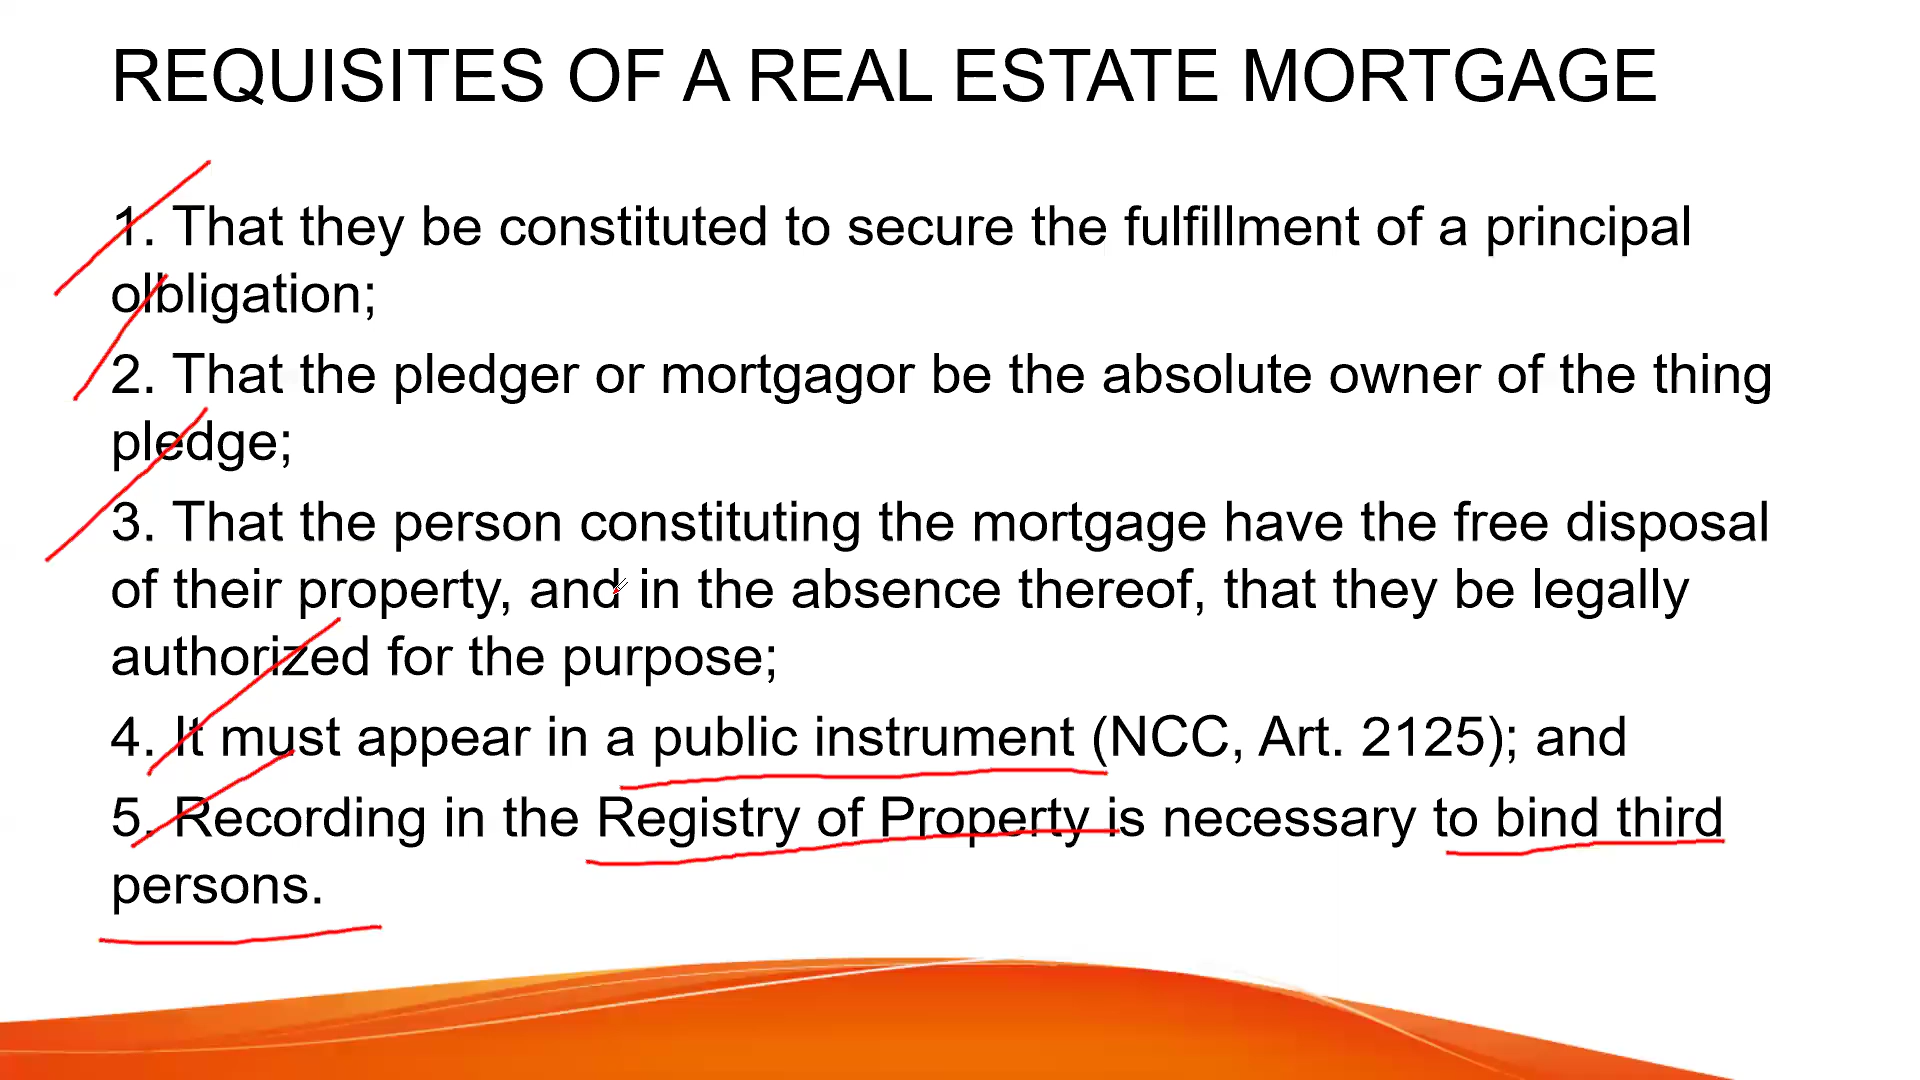 REQUISITES OF A REAL ESTATE MORTGAGE
1. That they be constituted to secure the fulfillment of a principal
olbligation;
2. That the pledger or mortgagor be the absolute owner of the thing
pledge;
3. That the person constituting the mortgage have the free disposal
of their property, and in the absence thereof, that they be legally
authorized for the purpose;
4. It must appear in a public instrument (NCC, Art. 2125); and
5. Recording in the Registry of Property is necessary to bind third
persons.